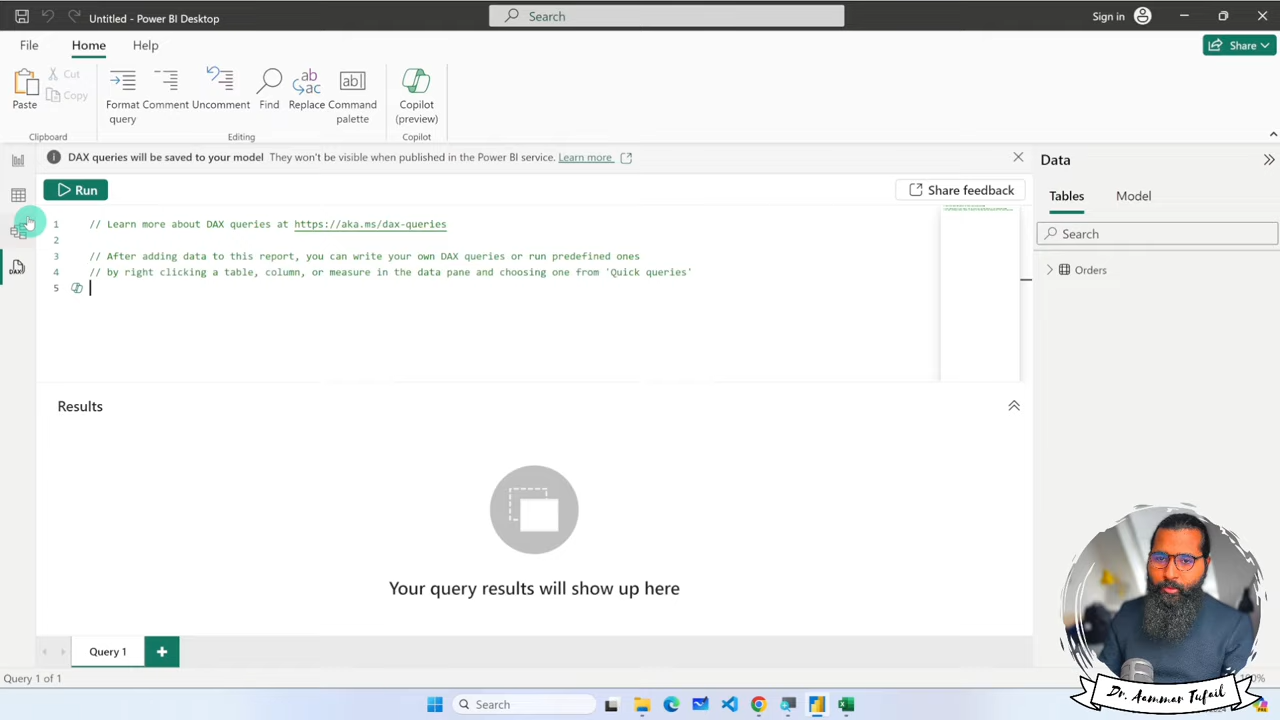 Untitled - Power BI Desktop
Search
Sign in
File
Home
Help
Share
Paste
Cut
Copy
Format query
Comment
Uncomment
Find
Replace
Command palette
Copilot (preview)
Clipboard
Editing
Copilot
DAX queries will be saved to your model They won't be visible when published in the Power BI service. Learn more
Data
Run
Share feedback
Tables
Model
Search
Orders
1 // Learn more about DAX queries at https://aka.ms/dax-queries
2
3 // After adding data to this report, you can write your own DAX queries or run predefined ones
4 // by right clicking a table, column, or measure in the data pane and choosing one from 'Quick queries'
5
Results
Your query results will show up here
Query 1
Query 1 of 1
Search
Dr. Aammar Tufail